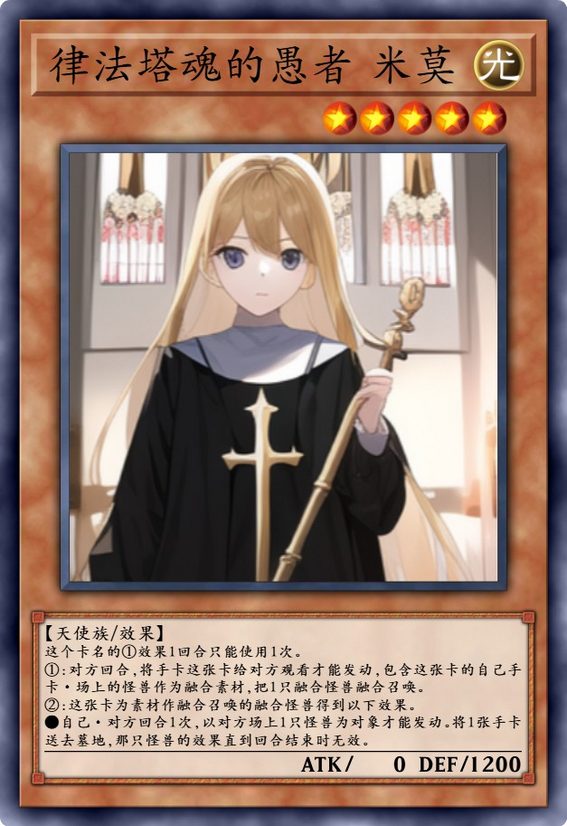 律法塔魂的愚者 米莫
光
【天使族/效果】
这个卡名的①效果1回合只能使用1次。
①:对方回合,将手卡这张卡给对方观看才能发动,包含这张卡的自己手
卡・场上的怪兽作为融合素材,把1只融合怪兽融合召唤。
②:这张卡为素材作融合召唤的融合怪兽得到以下效果。
●自己・对方回合1次,以对方场上1只怪兽为对象才能发动。将1张手卡
送去墓地,那只怪兽的效果直到回合结束时无效。
ATK/ 0 DEF/1200